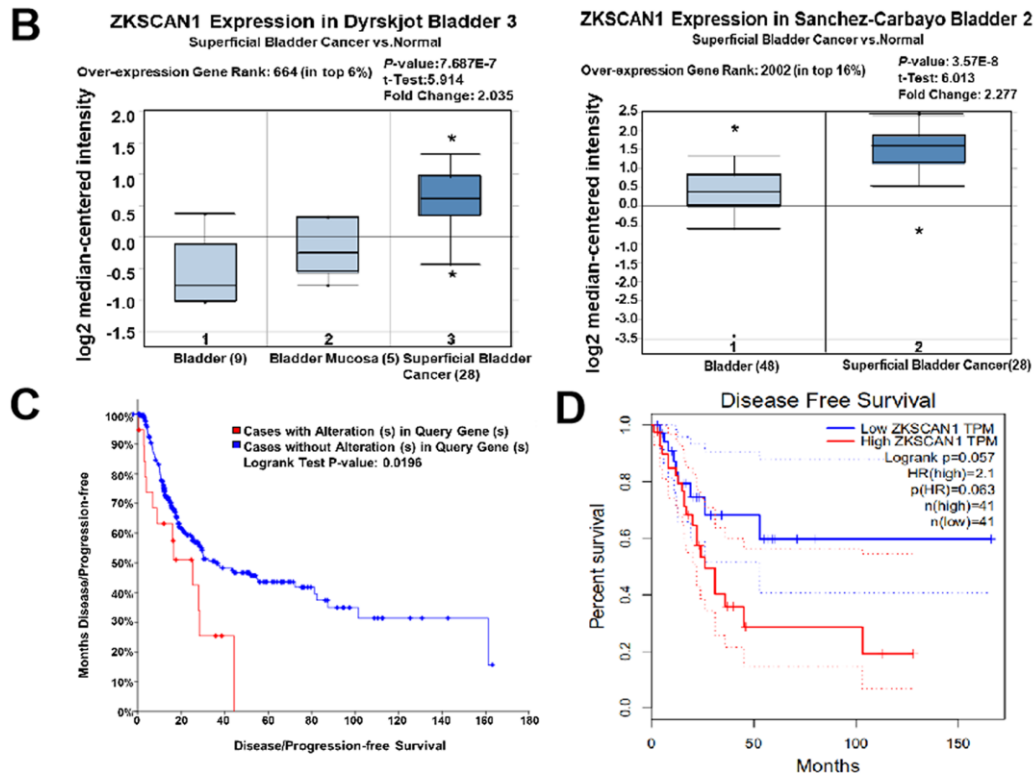 B
ZKSCAN1 Expression in Dyrskjot Bladder 3
Superficial Bladder Cancer vs.Normal
Over-expression Gene Rank: 664 (in top 6%)
P-value:7.687E-7
t-Test:5.914
Fold Change: 2.035
log2 median-centered intensity
2.0
1.5
1.0
0.5
0.0
-0.5
-1.0
-1.5
*
*
1
2
3
Bladder (9)
Bladder Mucosa (5)
Superficial Bladder
Cancer (28)
ZKSCAN1 Expression in Sanchez-Carbayo Bladder 2
Superficial Bladder Cancer vs.Normal
Over-expression Gene Rank: 2002 (in top 16%)
P-value: 3.57E-8
t-Test: 6.013
Fold Change: 2.277
log2 median-centered intensity
2.5
2.0
1.5
1.0
0.5
0.0
-1.0
-0.5
-1.0
-1.5
-2.0
2.5
-3.0
-3.5
*
*
1
2
Bladder (48)
Superficial Bladder Cancer(28)
C
Cases with Alteration (s) in Query Gene (s)
Cases without Alteration (s) in Query Gene (s)
Logrank Test P-value: 0.0196
Months Disease/Progression-free
100%
90%
80%
70%
60%
50%
40%
30%
20%
10%
0%
0
20
40
60
80
100
120
140
160
180
Disease/Progression-free Survival
D
Disease Free Survival
Low ZKSCAN1 TPM
High ZKSCAN1 TPM
Logrank p=0.057
HR(high)=2.1
p(HR)=0.063
n(high)=41
n(low)=41
Percent survival
1.0
0.8
0.6
0.4
0.2
0.0
0
50
100
150
Months